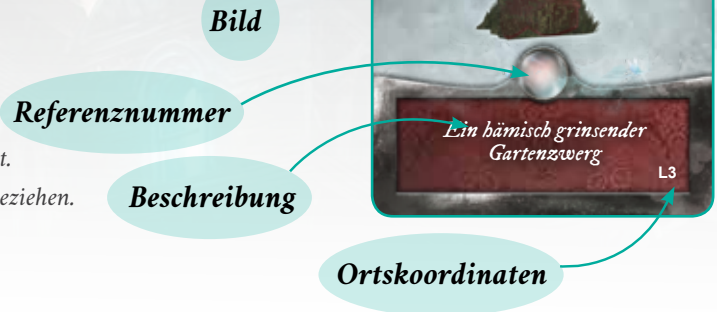 Bild
Referenznummer
Ein hämisch grinsender
Gartenzwerg
t.
L3
eziehen.
Beschreibung
Ortskoordinaten